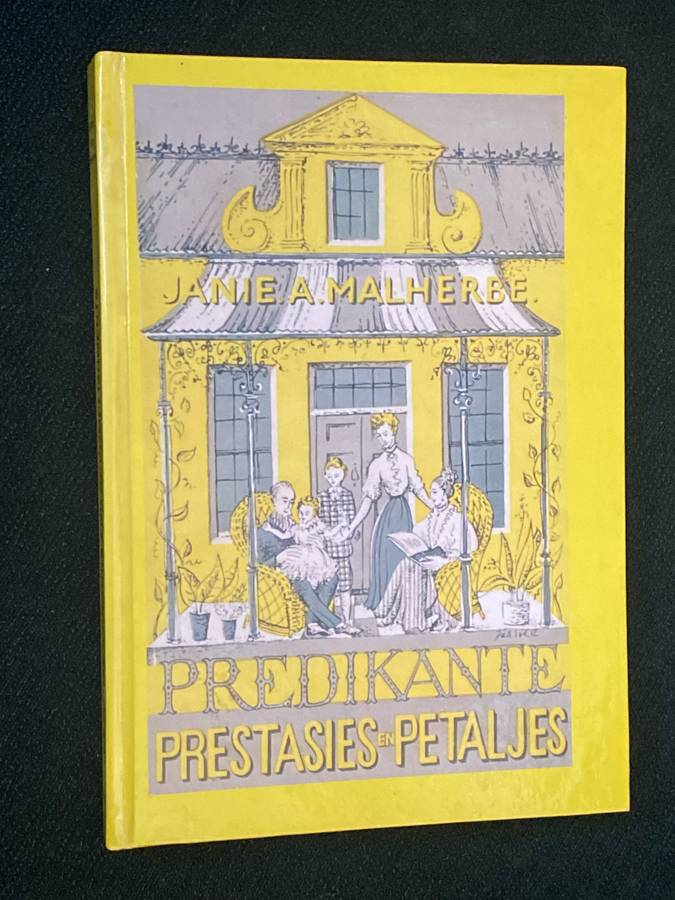 JANIE.A.MALHERBE.
PREDIKANTE
PRESTASIES EN PETALJES